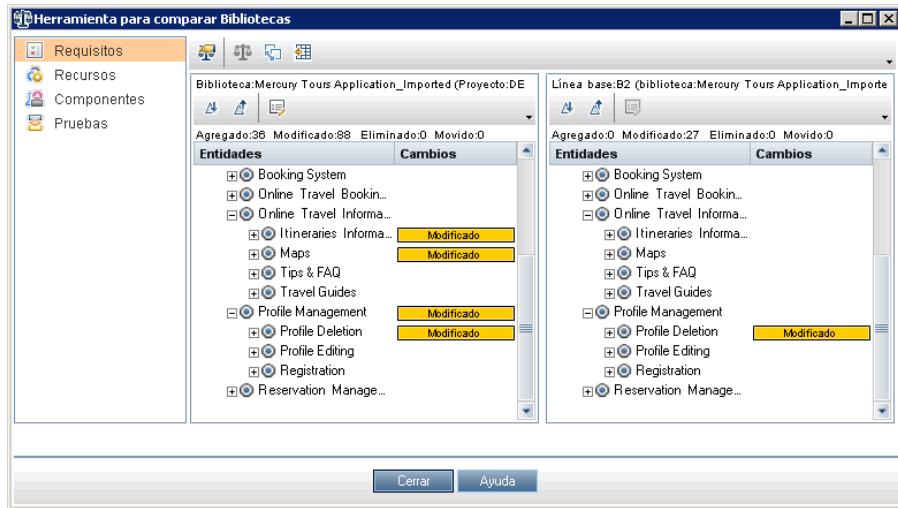 Herramienta para comparar Bibliotecas
Requisitos
Recursos
Componentes
Pruebas
Biblioteca:Mercury Tours Application_Imported (Proyecto:DE
Agregado:36 Modificado:88 Eliminado:0 Movido:0
Entidades Cambios
Booking System
Online Travel Bookin...
Online Travel Informa...
Itineraries Informa... Modificado
Maps Modificado
Tips & FAQ
Travel Guides
Profile Management Modificado
Profile Deletion Modificado
Profile Editing
Registration
Reservation Manage...
Línea base:B2 (biblioteca:Mercury Tours Application_Importe
Agregado:0 Modificado:27 Eliminado:0 Movido:0
Entidades Cambios
Booking System
Online Travel Bookin...
Online Travel Informa...
Itineraries Informa...
Maps
Tips & FAQ
Travel Guides
Profile Management
Profile Deletion Modificado
Profile Editing
Registration
Reservation Manage...
Cerrar Ayuda